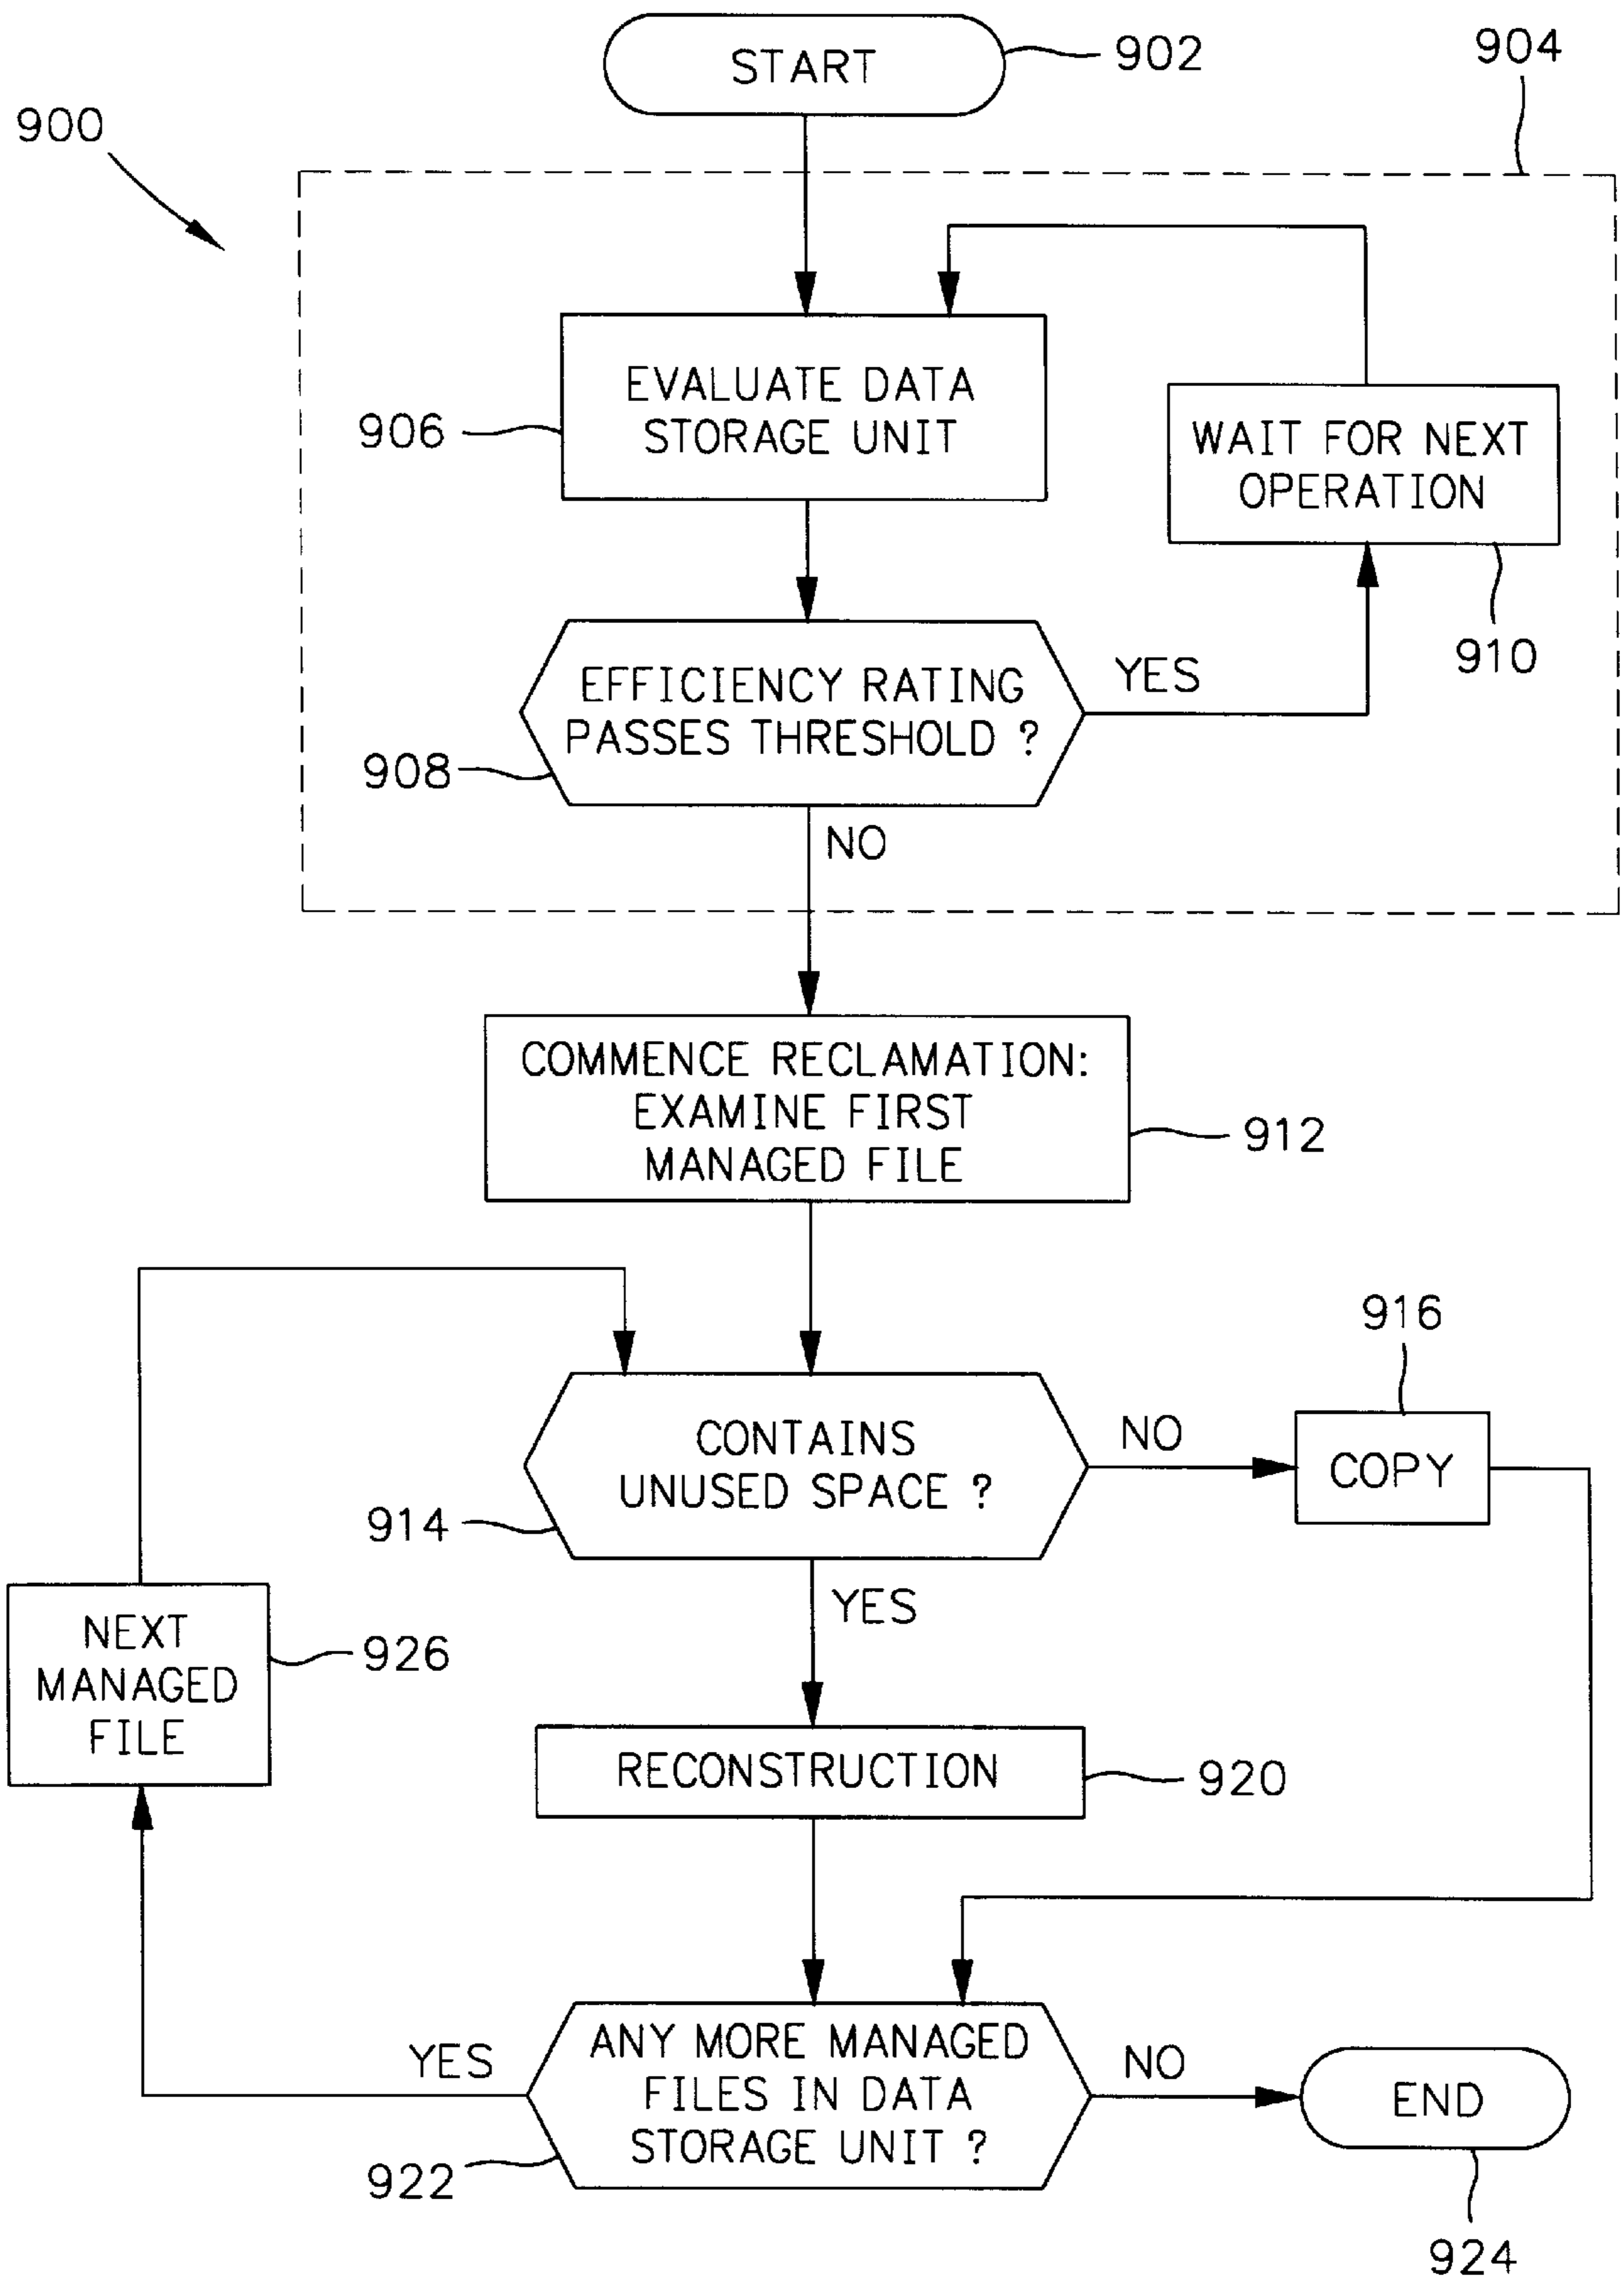 START
902
904
900
EVALUATE DATA
STORAGE UNIT
906
WAIT FOR NEXT
OPERATION
910
EFFICIENCY RATING
PASSES THRESHOLD ?
YES
908
NO
COMMENCE RECLAMATION:
EXAMINE FIRST
MANAGED FILE
912
916
CONTAINS
UNUSED SPACE ?
NO
COPY
914
YES
NEXT
MANAGED
FILE
926
RECONSTRUCTION
920
YES
ANY MORE MANAGED
FILES IN DATA
STORAGE UNIT ?
NO
END
922
924